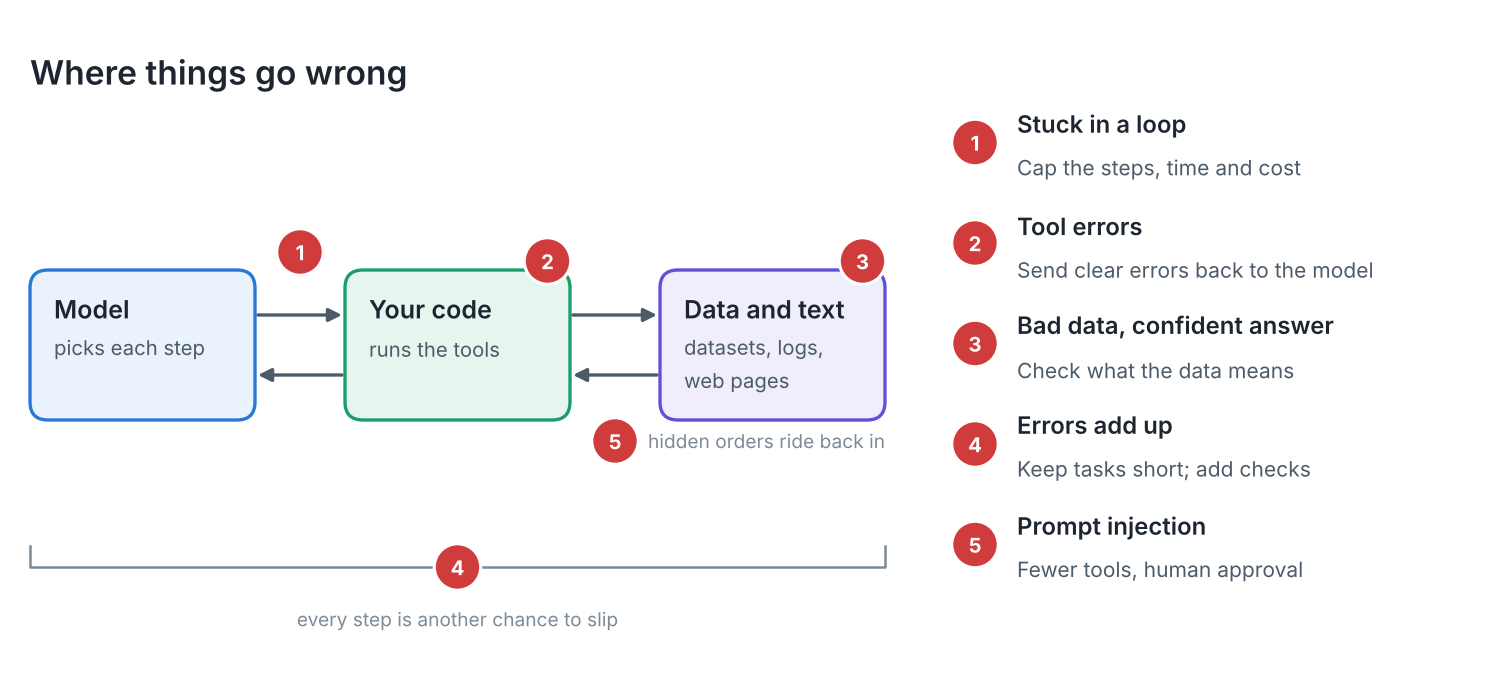 Where things go wrong
1
2
3
Model
picks each step
Your code
runs the tools
Data and text
datasets, logs,
web pages
5
hidden orders ride back in
4
every step is another chance to slip
1
Stuck in a loop
Cap the steps, time and cost
2
Tool errors
Send clear errors back to the model
3
Bad data, confident answer
Check what the data means
4
Errors add up
Keep tasks short; add checks
5
Prompt injection
Fewer tools, human approval